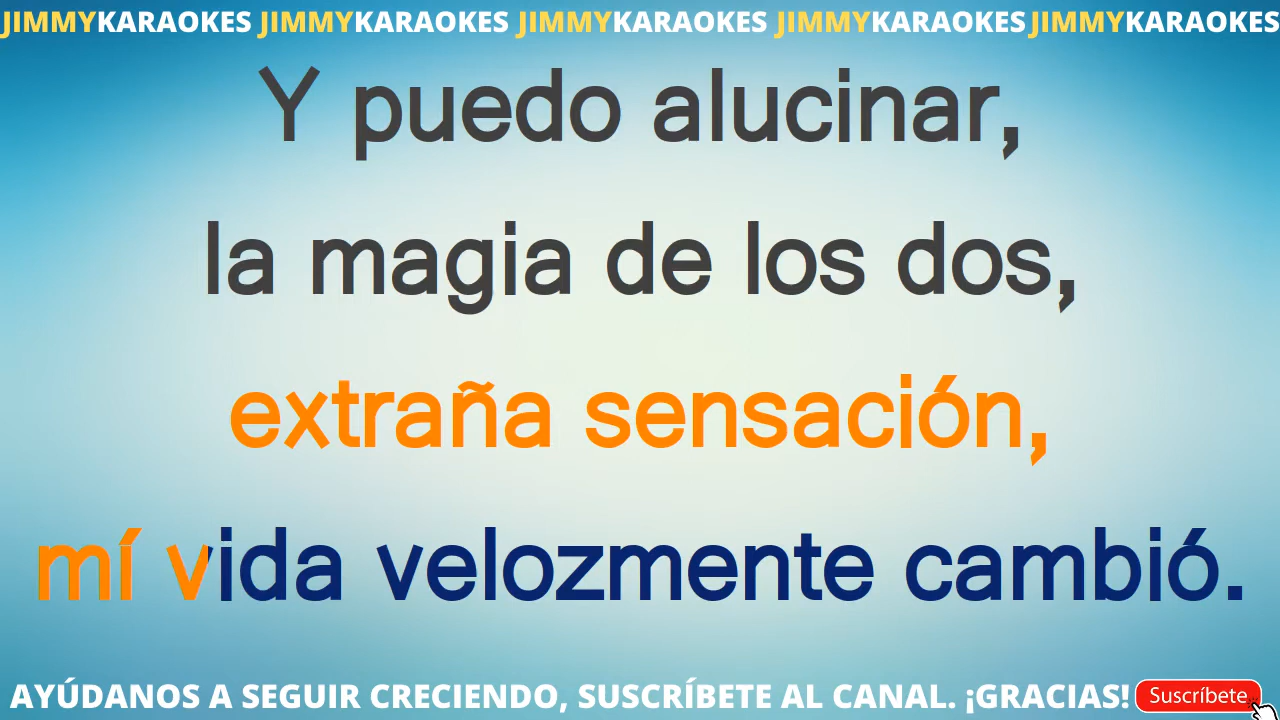 JIMMYKARAOKES JIMMYKARAOKES JIMMYKARAOKES JIMMYKARAOKES JIMMYKARAOKES
Y puedo alucinar,
la magia de los dos,
extraña sensación,
mí vida velozmente cambió.
AYÚDANOS A SEGUIR CRECIENDO, SUSCRÍBETE AL CANAL. ¡GRACIAS! Suscríbete